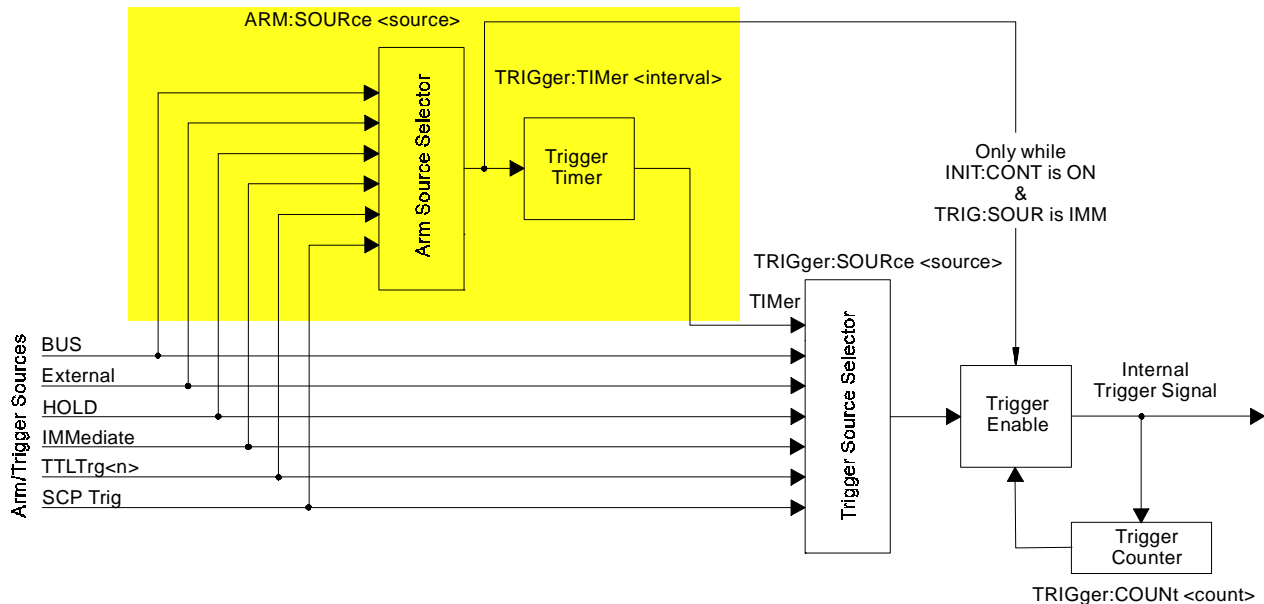 ARM:SOURce <source>
TRIGger:TIMer <interval>
Arm Source Selector
Trigger
Timer
Only while
INIT:CONT is ON
&
TRIG:SOUR is IMM
TRIGger:SOURce <source>
TIMer
Arm/Trigger Sources
BUS
External
HOLD
IMMediate
TTLTrg<n>
SCP Trig
Trigger Source Selector
Trigger
Enable
Internal
Trigger Signal
Trigger
Counter
TRIGger:COUNt <count>